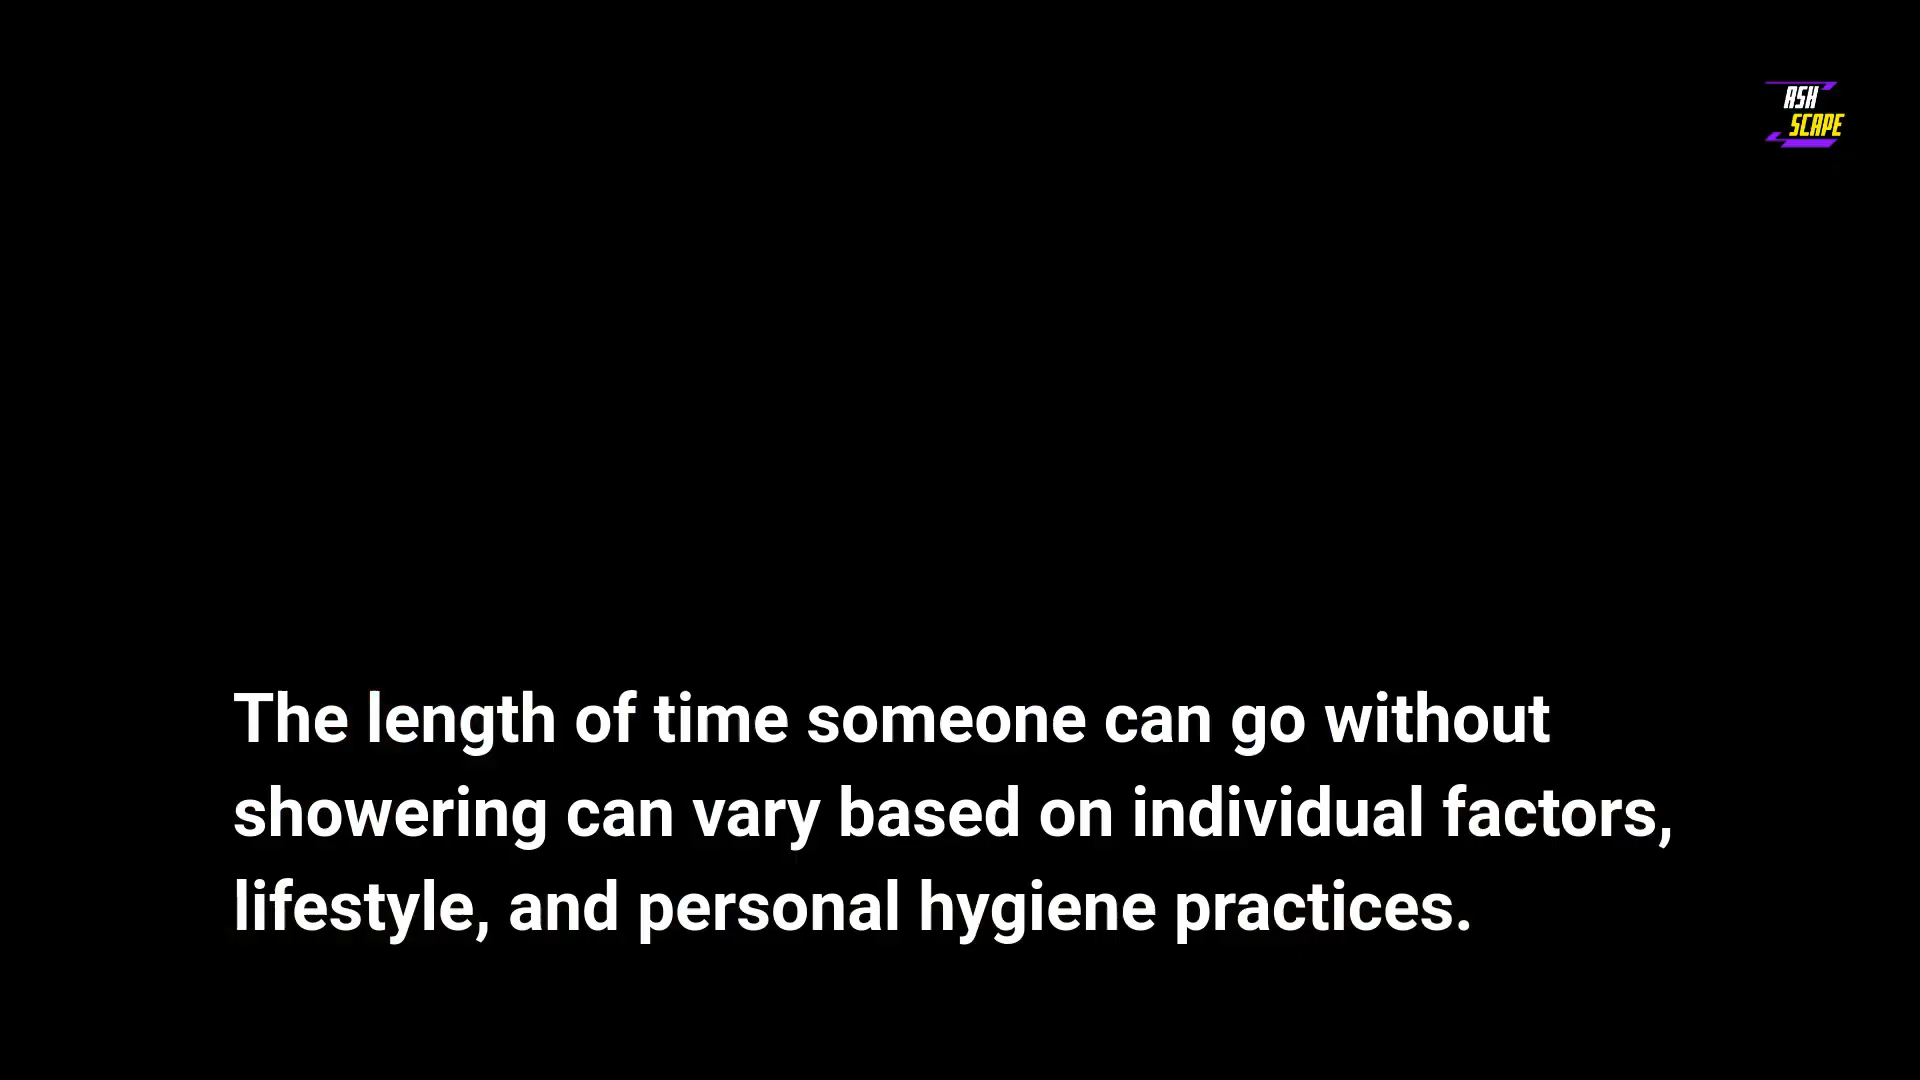 ASH
SCAPE
The length of time someone can go without
showering can vary based on individual factors,
lifestyle, and personal hygiene practices.